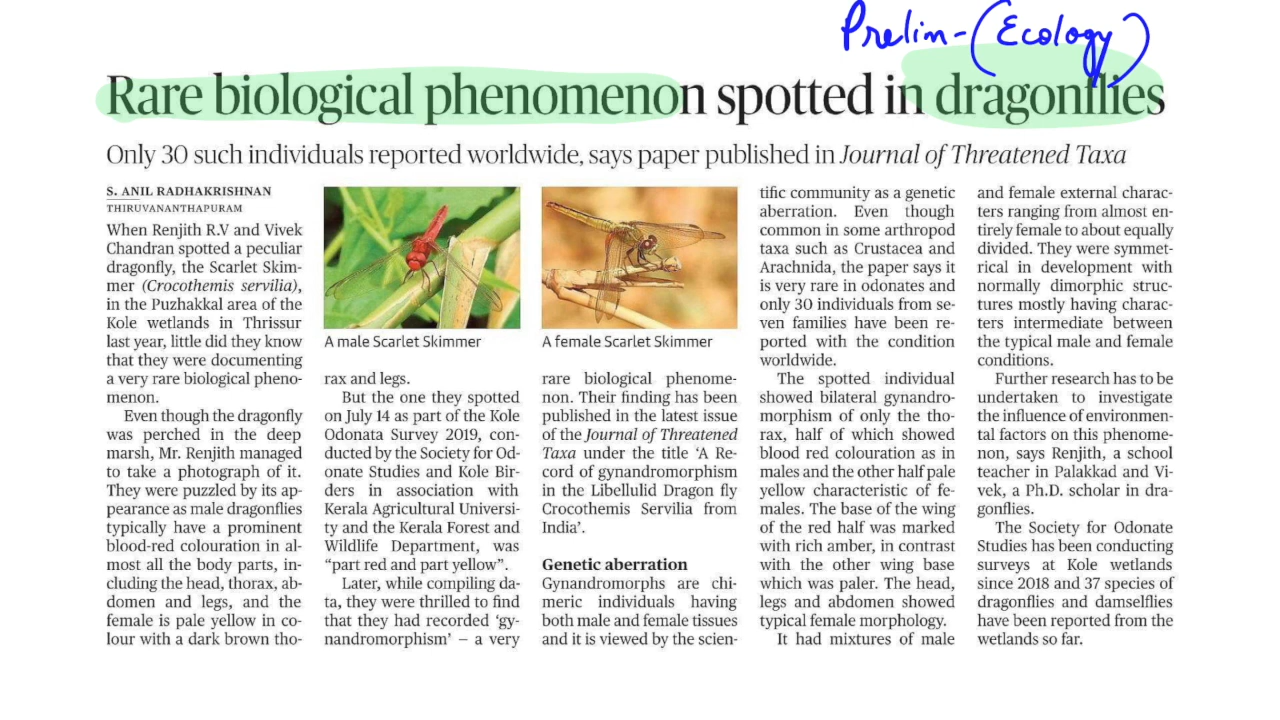 Prelim-(Ecology)
Rare biological phenomenon spotted in dragonflies
Only 30 such individuals reported worldwide, says paper published in Journal of Threatened Taxa
S. ANIL RADHAKRISHNAN
THIRUVANANTHAPURAM
When Renjith R.V and Vivek
Chandran spotted a peculiar
dragonfly, the Scarlet Skim-
mer (Crocothemis servilia),
in the Puzhakkal area of the
Kole wetlands in Thrissur
last year, little did they know
that they were documenting
a very rare biological pheno-
menon.
Even though the dragonfly
was perched in the deep
marsh, Mr. Renjith managed
to take a photograph of it.
They were puzzled by its ap-
pearance as male dragonflies
typically have a prominent
blood-red colouration in al-
most all the body parts, in-
cluding the head, thorax, ab-
domen and legs, and the
female is pale yellow in co-
lour with a dark brown tho-
A male Scarlet Skimmer
rax and legs.
But the one they spotted
on July 14 as part of the Kole
Odonata Survey 2019, con-
ducted by the Society for Od-
onate Studies and Kole Bir-
ders in association with
Kerala Agricultural Universi-
ty and the Kerala Forest and
Wildlife Department, was
“part red and part yellow”.
Later, while compiling da-
ta, they were thrilled to find
that they had recorded ‘gy-
nandromorphism’ – a very
A female Scarlet Skimmer
rare biological phenome-
non. Their finding has been
published in the latest issue
of the Journal of Threatened
Taxa under the title ‘A Re-
cord of gynandromorphism
in the Libellulid Dragon fly
Crocothemis Servilia from
India’.
Genetic aberration
Gynandromorphs are chi-
meric individuals having
both male and female tissues
and it is viewed by the scien-
tific community as a genetic
aberration. Even though
common in some arthropod
taxa such as Crustacea and
Arachnida, the paper says it
is very rare in odonates and
only 30 individuals from se-
ven families have been re-
ported with the condition
worldwide.
The spotted individual
showed bilateral gynandro-
morphism of only the tho-
rax, half of which showed
blood red colouration as in
males and the other half pale
yellow characteristic of fe-
males. The base of the wing
of the red half was marked
with rich amber, in contrast
with the other wing base
which was paler. The head,
legs and abdomen showed
typical female morphology.
It had mixtures of male
and female external charac-
ters ranging from almost en-
tirely female to about equally
divided. They were symmet-
rical in development with
normally dimorphic struc-
tures mostly having charac-
ters intermediate between
the typical male and female
conditions.
Further research has to be
undertaken to investigate
the influence of environmen-
tal factors on this phenome-
non, says Renjith, a school
teacher in Palakkad and Vi-
vek, a Ph.D. scholar in dra-
gonflies.
The Society for Odonate
Studies has been conducting
surveys at Kole wetlands
since 2018 and 37 species of
dragonflies and damselflies
have been reported from the
wetlands so far.